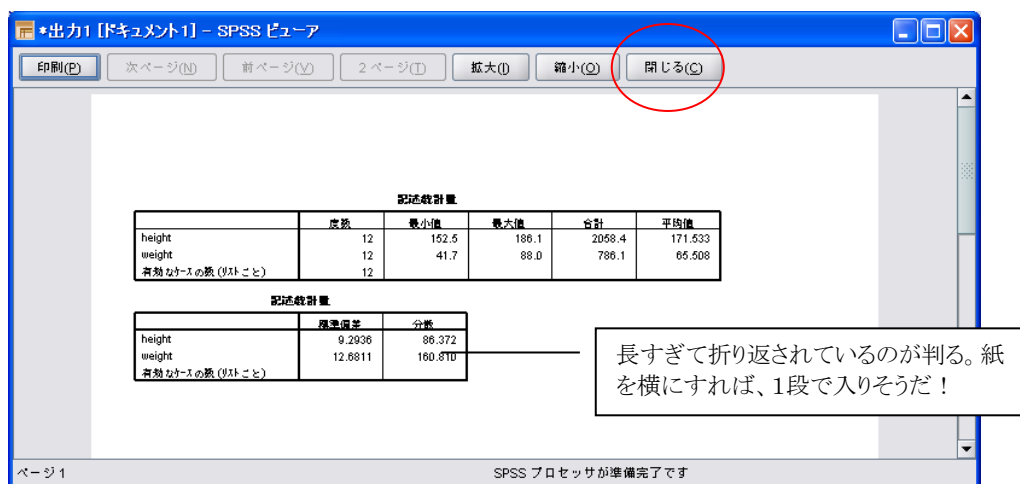 *出力1 [ドキュメント1] – SPSS ビューア
印刷(P) 次ページ(N) 前ページ(V) 2 ページ(T) 拡大(I) 縮小(O) 閉じる(C)
記述統計量
度数 最小値 最大値 合計 平均値
height 12 152.5 186.1 2058.4 171.533
weight 12 41.7 88.0 786.1 65.508
有効なケースの数 (リストごと) 12
記述統計量
標準偏差 分散
height 9.2936 86.372
weight 12.6811 160.810
有効なケースの数 (リストごと)
長すぎて折り返されているのが判る。紙
を横にすれば、1段で入りそうだ！
ページ 1 SPSS プロセッサが準備完了です